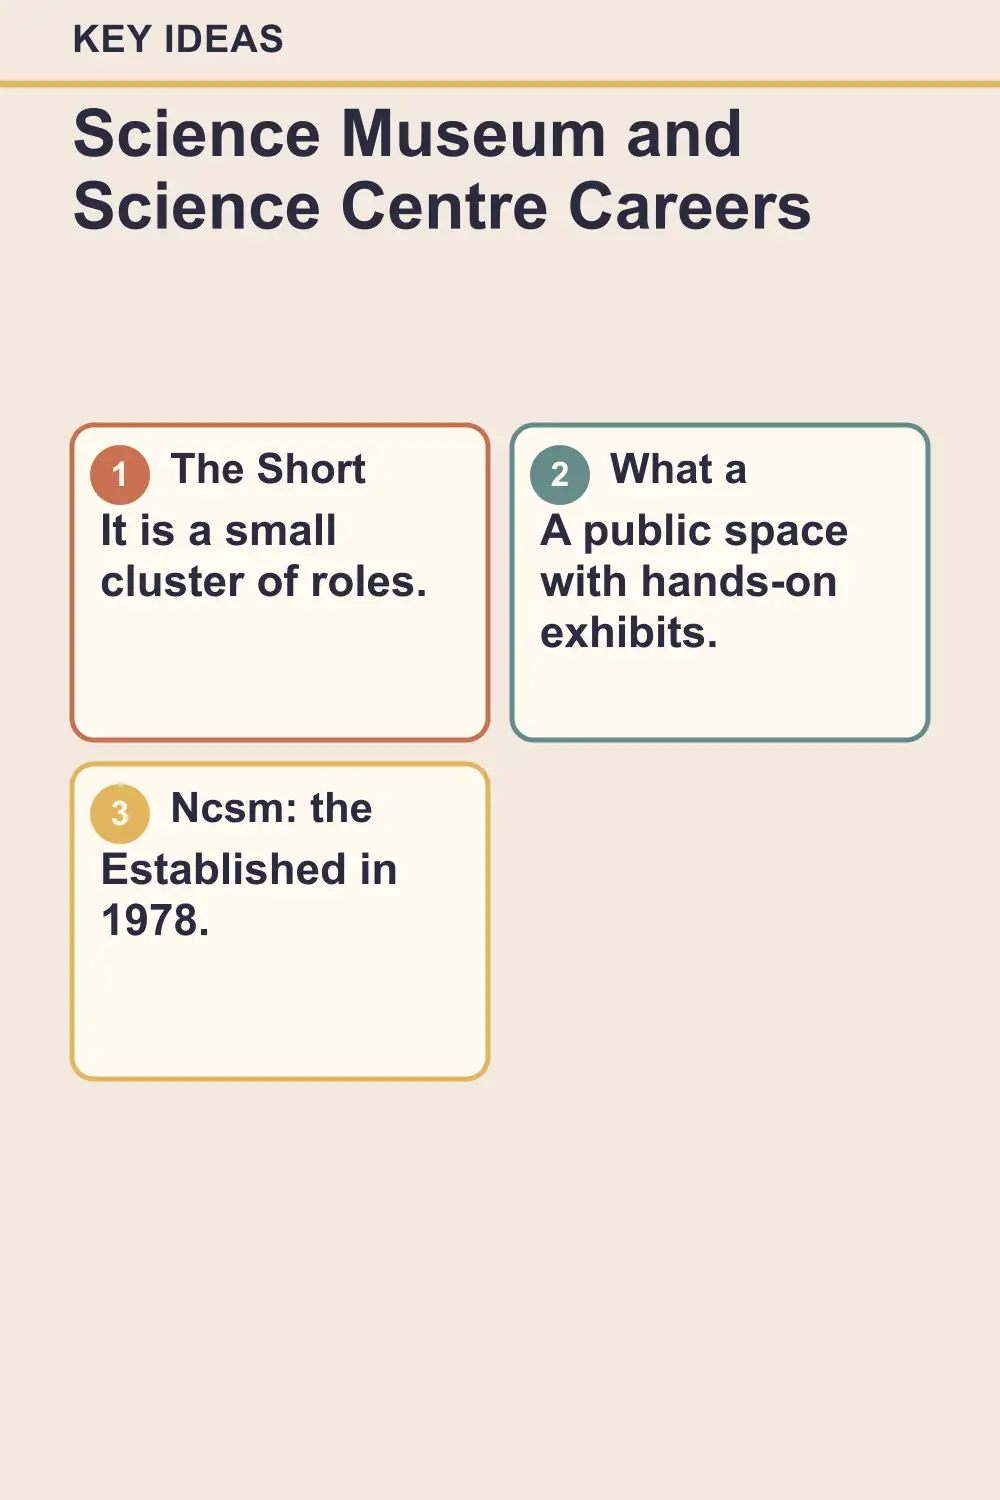 KEY IDEAS
Science Museum and
Science Centre Careers
1 The Short
It is a small
cluster of roles.
2 What a
A public space
with hands-on
exhibits.
3 Ncsm: the
Established in
1978.